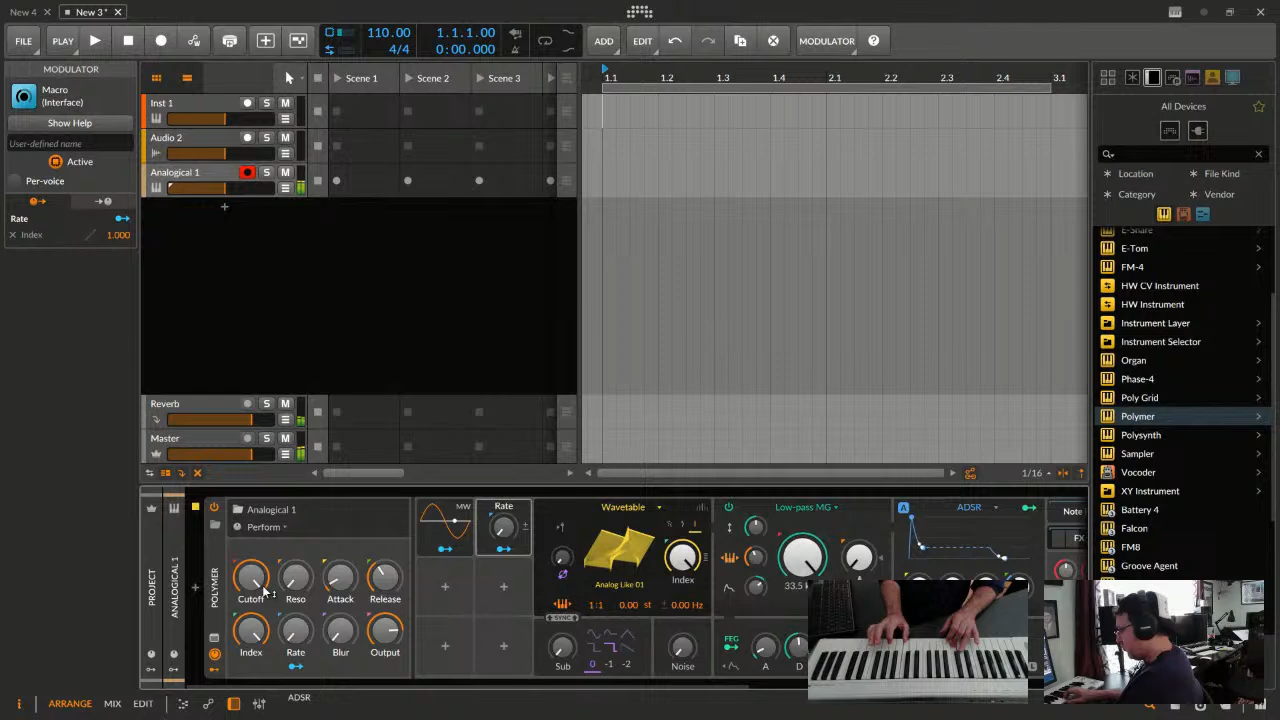 New 4
New 3 *
FILE
PLAY
110.00
4/4
1.1.1.00
0:00.000
ADD
EDIT
MODULATOR
MODULATOR
Macro
(Interface)
Show Help
User-defined name
Active
Per-voice
Rate
Index
1.000
Scene 1
Scene 2
Scene 3
Inst 1
S
M
Audio 2
S
M
Analogical 1
S
M
Reverb
S
M
Master
S
M
1.1
1.2
1.3
1.4
2.1
2.2
2.3
2.4
3.1
1/16
All Devices
Location
File Kind
Category
Vendor
E-Snare
E-Tom
FM-4
HW CV Instrument
HW Instrument
Instrument Layer
Instrument Selector
Organ
Phase-4
Poly Grid
Polymer
Polysynth
Sampler
Vocoder
XY Instrument
Battery 4
Falcon
FM8
Groove Agent
PROJECT
ANALOGICAL 1
POLYMER
Analogical 1
Perform
Cutoff
Reso
Attack
Release
Index
Rate
Blur
Output
MW
Rate
Wavetable
Analog Like 01
Index
1:1
0.00 st
± 0.00 Hz
SYNC
Sub
0
-1
-2
Noise
Low-pass MG
33.5 k
FEG
A
D
A
ADSR
Note
FX
ARRANGE
MIX
EDIT
ADSR